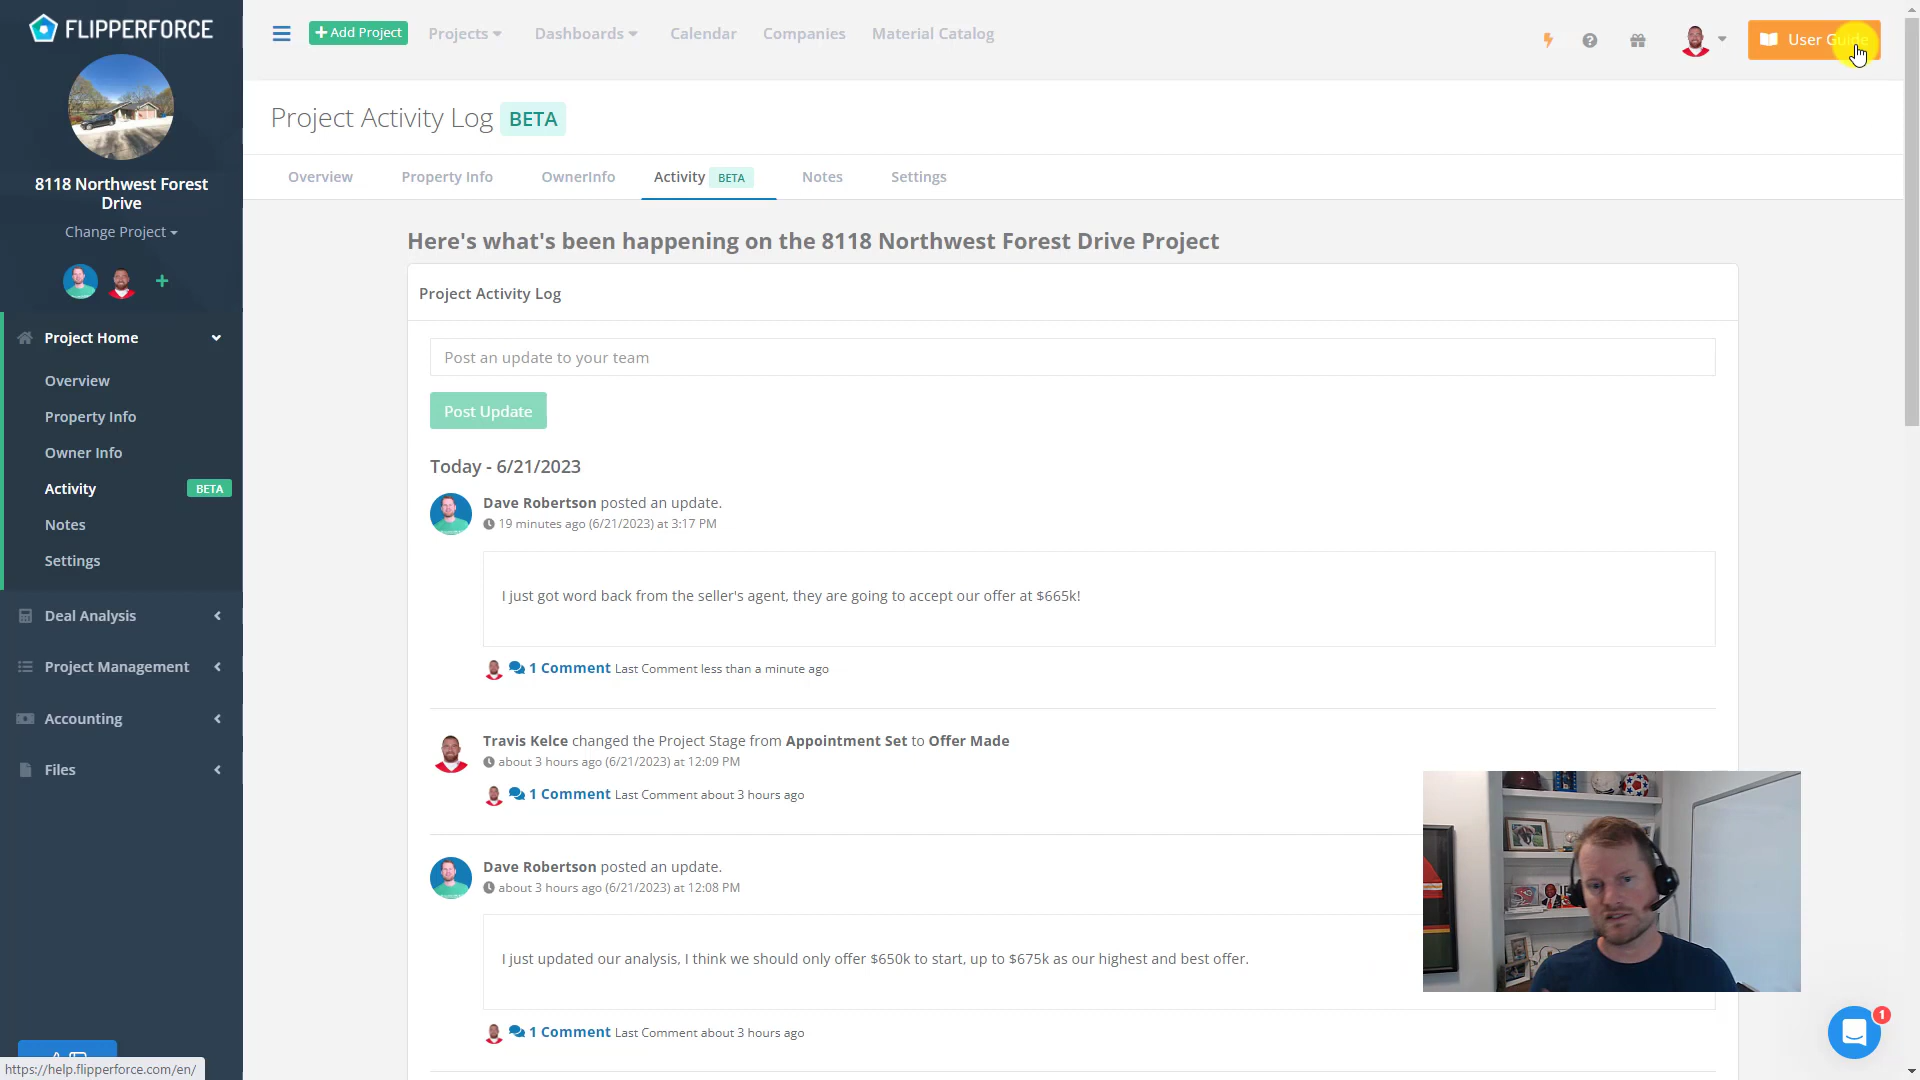 FLIPPERFORCE
Add Project
Projects
Dashboards
Calendar
Companies
Material Catalog
User Guide
8118 Northwest Forest
Drive
Change Project
Project Home
Overview
Property Info
Owner Info
Activity BETA
Notes
Settings
Deal Analysis
Project Management
Accounting
Files
https://help.flipperforce.com/en/
Project Activity Log BETA
Overview
Property Info
OwnerInfo
Activity BETA
Notes
Settings
Here's what's been happening on the 8118 Northwest Forest Drive Project
Project Activity Log
Post an update to your team
Post Update
Today - 6/21/2023
Dave Robertson posted an update.
19 minutes ago (6/21/2023) at 3:17 PM
I just got word back from the seller's agent, they are going to accept our offer at $665k!
1 Comment Last Comment less than a minute ago
Travis Kelce changed the Project Stage from Appointment Set to Offer Made
about 3 hours ago (6/21/2023) at 12:09 PM
1 Comment Last Comment about 3 hours ago
Dave Robertson posted an update.
about 3 hours ago (6/21/2023) at 12:08 PM
I just updated our analysis, I think we should only offer $650k to start, up to $675k as our highest and best offer.
1 Comment Last Comment about 3 hours ago
1